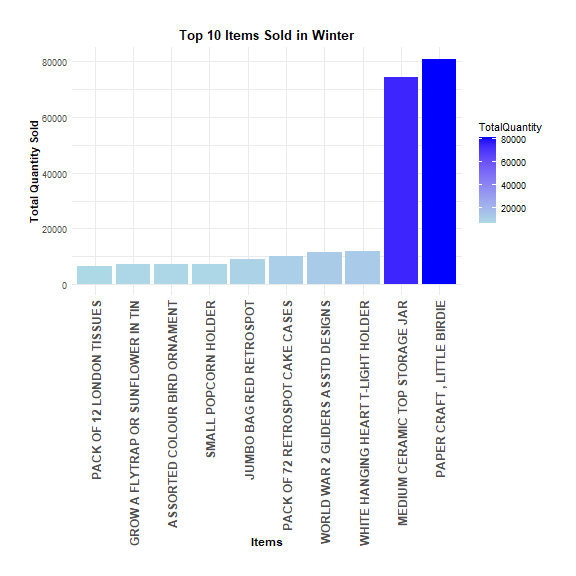 Top 10 Items Sold in Winter
Total Quantity Sold
80000
60000
40000
20000
0
PACK OF 12 LONDON TISSUES
GROW A FLYTRAP OR SUNFLOWER IN TIN
ASSORTED COLOUR BIRD ORNAMENT
SMALL POPCORN HOLDER
JUMBO BAG RED RETROSPOT
PACK OF 72 RETROSPOT CAKE CASES
WORLD WAR 2 GLIDERS ASSTD DESIGNS
WHITE HANGING HEART T-LIGHT HOLDER
MEDIUM CERAMIC TOP STORAGE JAR
PAPER CRAFT , LITTLE BIRDIE
Items
TotalQuantity
80000
60000
40000
20000